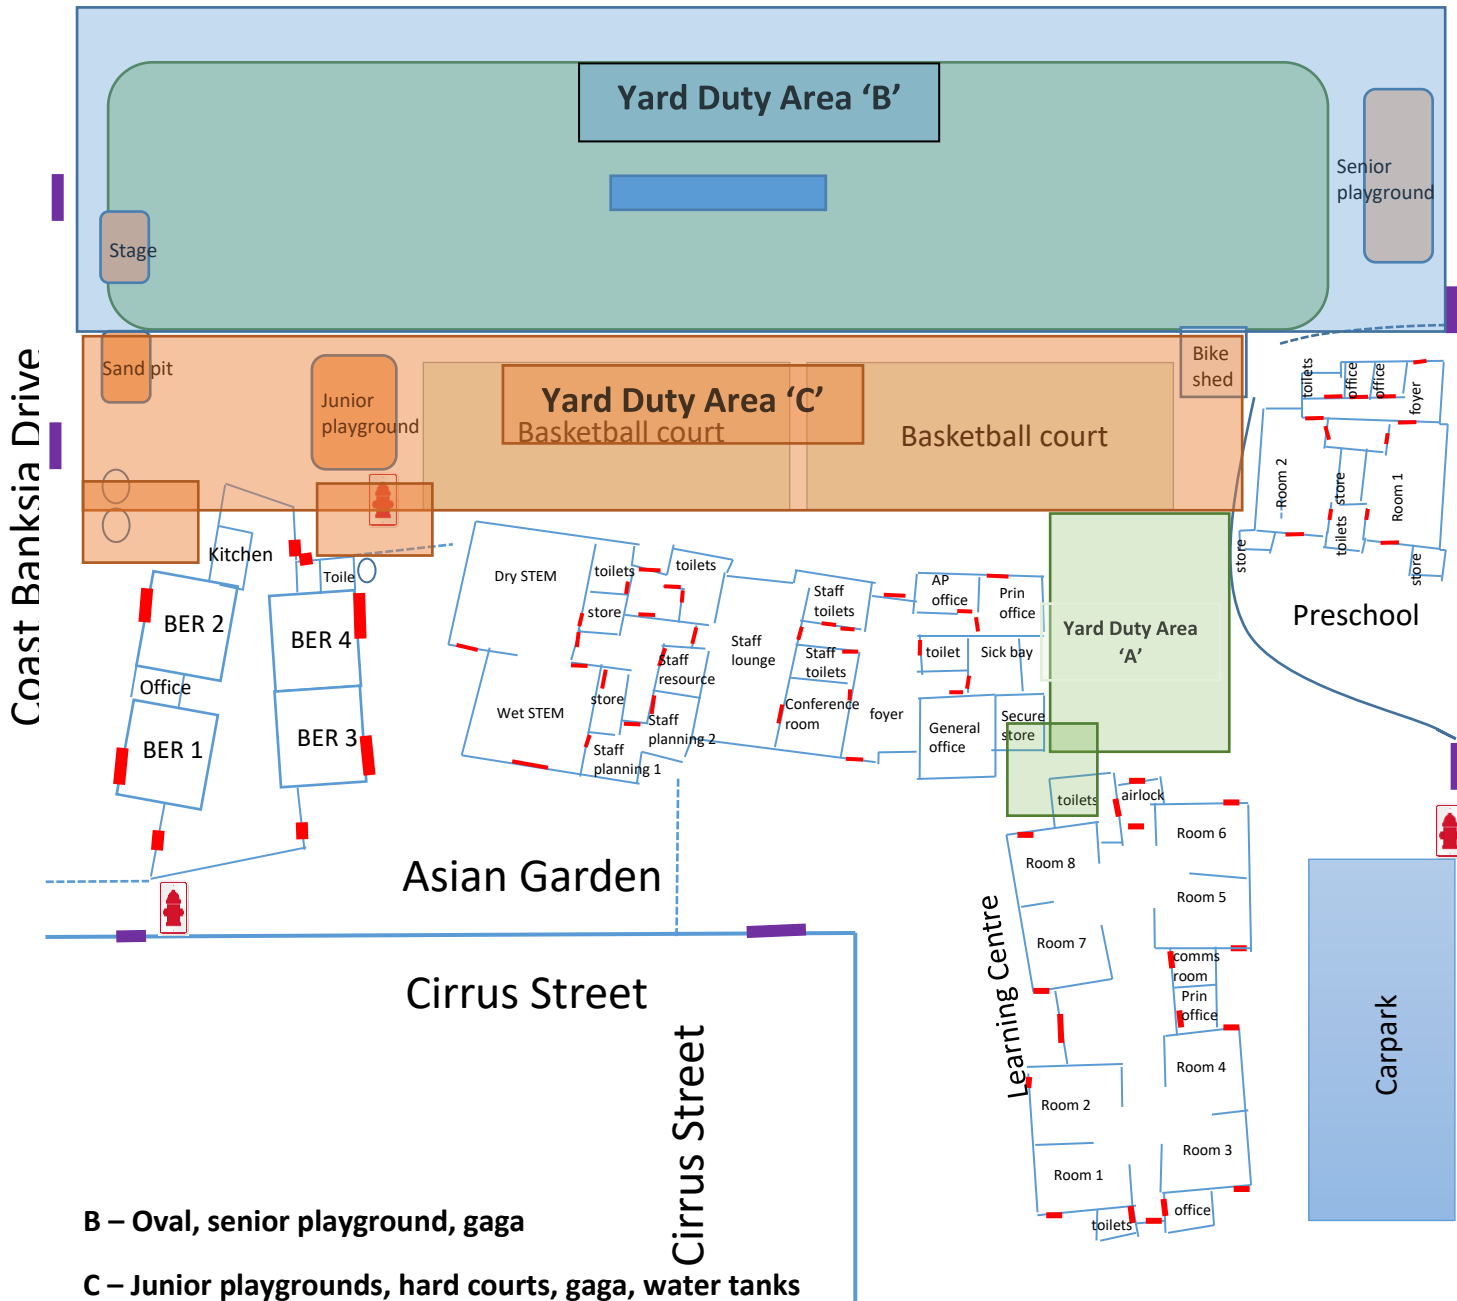 Yard Duty Area ‘B’
Senior
playground
Stage
Sand pit
Junior
playground
Yard Duty Area ‘C’
Basketball court
Basketball court
Bike
shed
toilets
office
office
foyer
Room 2
store
Room 1
toilets
store
store
Preschool
Coast Banksia Drive
Kitchen
Toile
BER 2
BER 4
Office
BER 1
BER 3
Dry STEM
toilets
toilets
store
Staff
lounge
Staff
toilets
Staff
toilets
Staff
resource
Wet STEM
store
Staff
planning 2
Staff
planning 1
Conference
room
foyer
AP
office
Prin
office
toilet
Sick bay
General
office
Secure
store
Yard Duty Area
‘A’
toilets
airlock
Room 6
Room 8
Room 5
Room 7
comms
room
Prin
office
Learning Centre
Room 4
Room 2
Room 3
Room 1
toilets
office
Carpark
Asian Garden
Cirrus Street
Cirrus Street
B – Oval, senior playground, gaga
C – Junior playgrounds, hard courts, gaga, water tanks